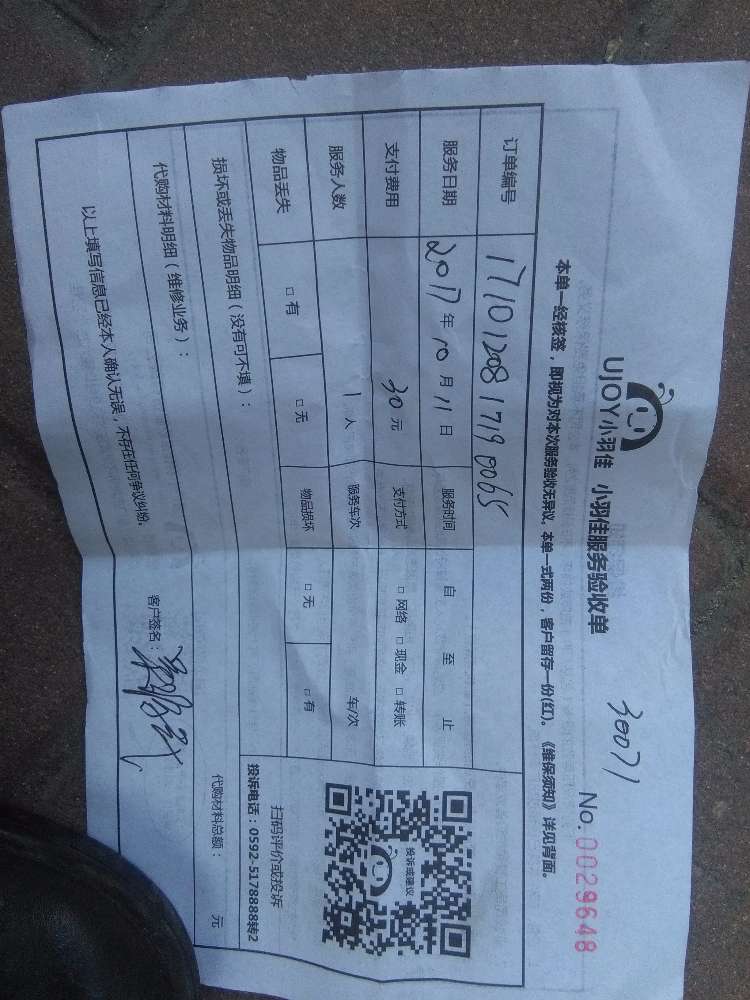 30071
UJOY小羽佳 小羽佳服务验收单
No.0029648
本单一经核签，即视为对本次服务验收无异议，本单一式两份，客户留存一份(红)。《维保须知》详见背面。
订单编号 1710120817190065
服务日期 2017年10月11日 服务时间 自 至 止
支付费用 30元 支付方式 □网络 □现金 □转账
服务人数 1人 服务车次 车/次
物品丢失 □有 □无 物品损坏 □无 □有
投诉或建议
扫码评价或投诉
投诉电话：0592-5178888转2
损坏或丢失物品明细（没有可不填）：
代购材料明细（维修业务）： 代购材料总额： 元
以上填写信息已经本人确认无误，不存在任何争议纠纷。 客户签名：